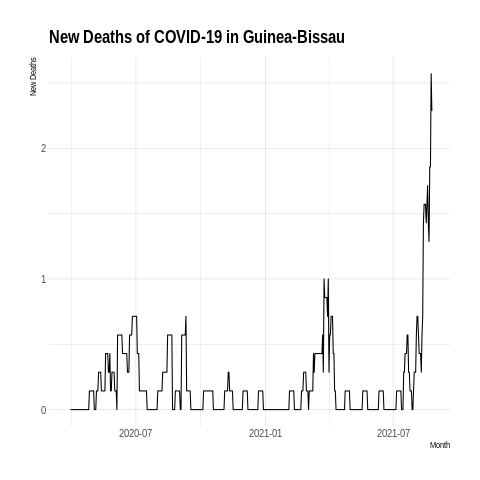 New Deaths of COVID-19 in Guinea-Bissau
New Deaths
2
1
0
2020-07 2021-01 2021-07
Month